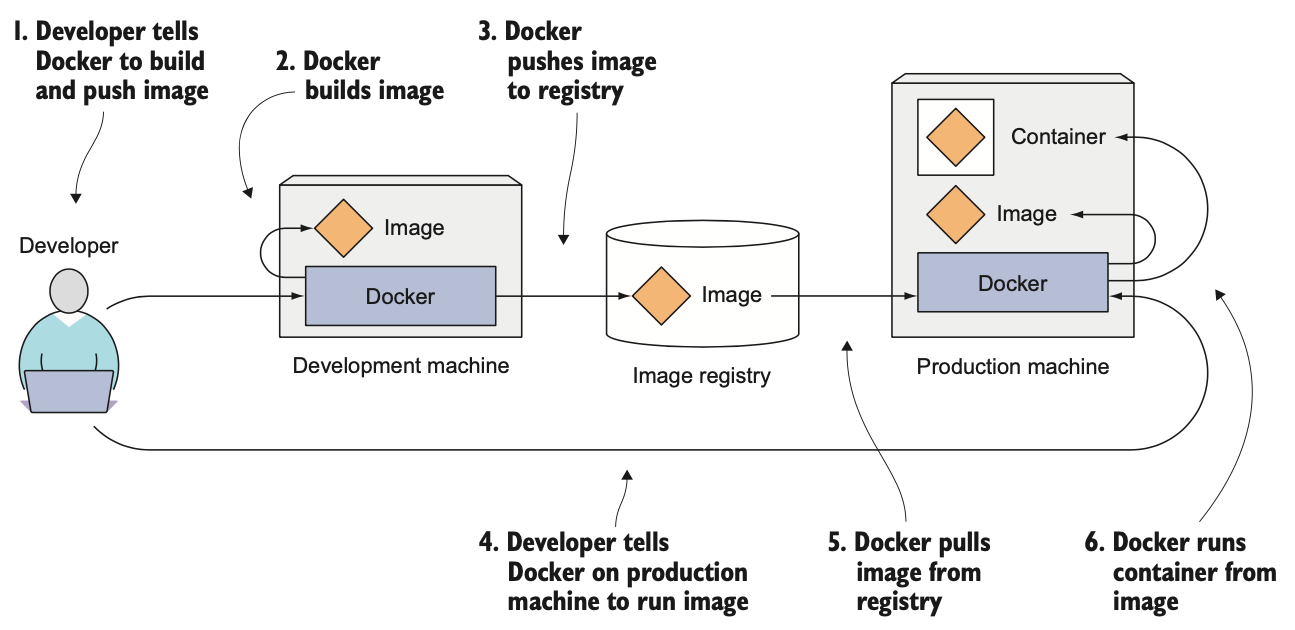 1. Developer tells
Docker to build
and push image
2. Docker
builds image
3. Docker
pushes image
to registry
Developer
Image
Docker
Development machine
Image
Image registry
Container
Image
Docker
Production machine
4. Developer tells
Docker on production
machine to run image
5. Docker pulls
image from
registry
6. Docker runs
container from
image